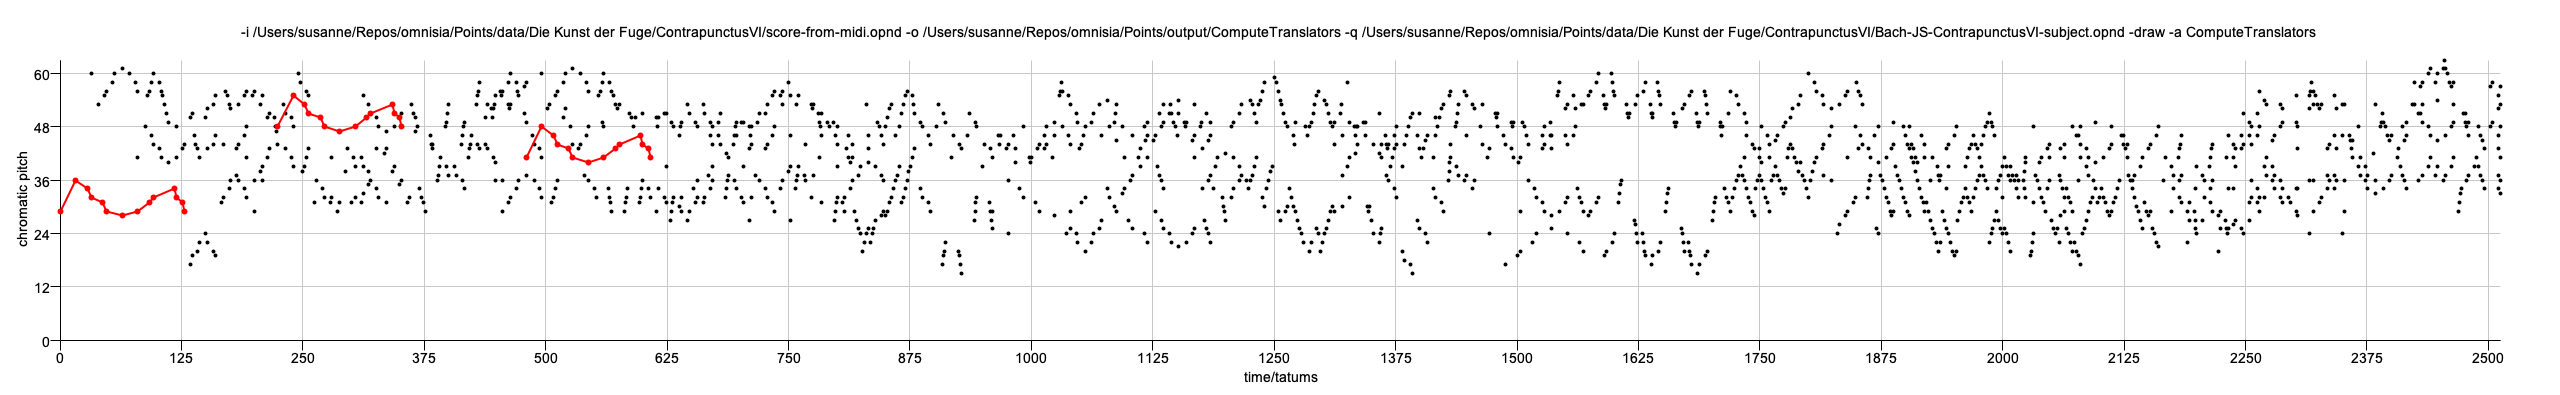 -i /Users/susanne/Repos/omnisia/Points/data/Die Kunst der Fuge/ContrapunctusVI/score-from-midi.opnd -o /Users/susanne/Repos/omnisia/Points/output/ComputeTranslators -q /Users/susanne/Repos/omnisia/Points/data/Die Kunst der Fuge/ContrapunctusVI/Bach-JS-ContrapunctusVI-subject.opnd -draw -a ComputeTranslators
chromatic pitch
60
48
36
24
12
0
0 125 250 375 500 625 750 875 1000 1125 1250 1375 1500 1625 1750 1875 2000 2125 2250 2375 2500
time/tatums